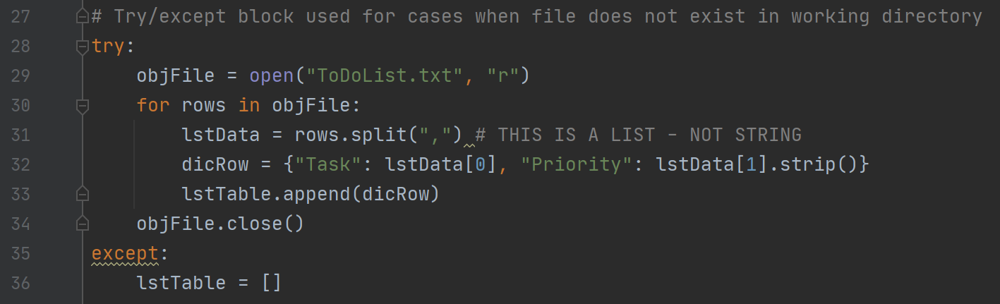 27 # Try/except block used for cases when file does not exist in working directory
28 try:
29     objFile = open("ToDoList.txt", "r")
30     for rows in objFile:
31         lstData = rows.split(",") # THIS IS A LIST - NOT STRING
32         dicRow = {"Task": lstData[0], "Priority": lstData[1].strip()}
33         lstTable.append(dicRow)
34     objFile.close()
35 except:
36     lstTable = []